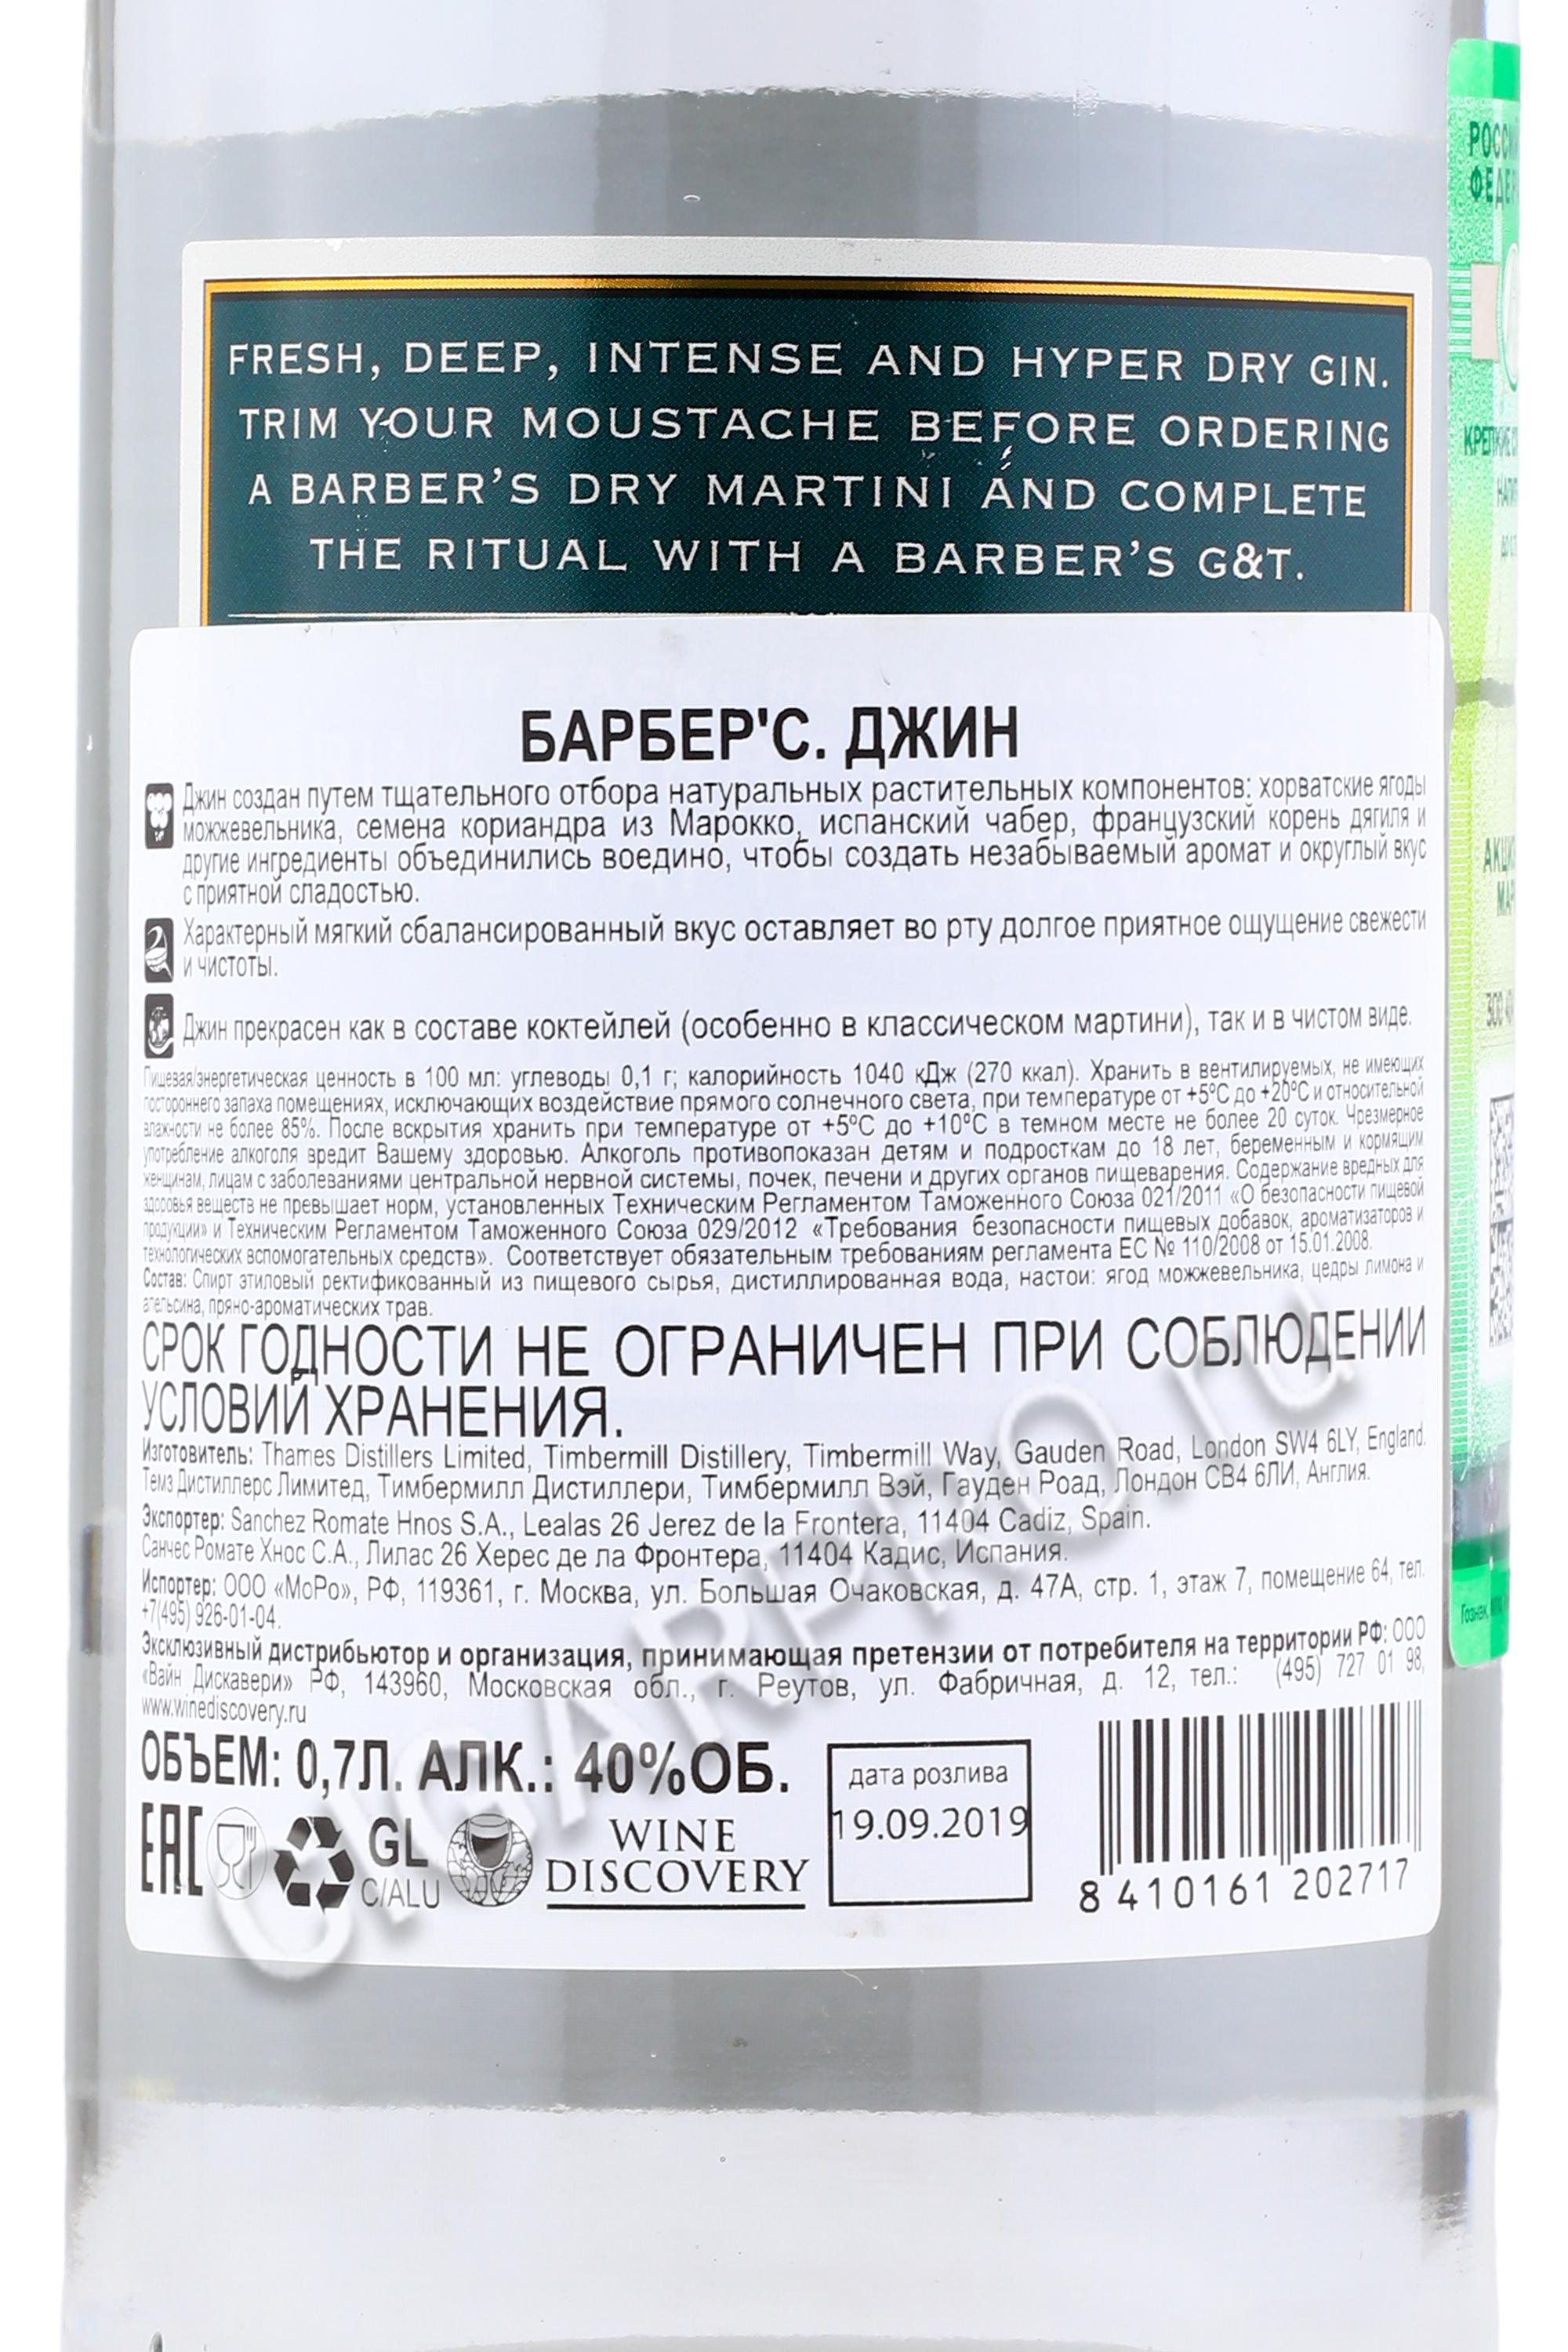 FRESH, DEEP, INTENSE AND HYPER DRY GIN.
TRIM YOUR MOUSTACHE BEFORE ORDERING
A BARBER'S DRY MARTINI AND COMPLETE
THE RITUAL WITH A BARBER'S G&T.
БАРБЕР'С. ДЖИН
Джин создан путем тщательного отбора натуральных растительных компонентов: хорватские ягоды
можжевельника, семена кориандра из Марокко, испанский чабер, французский корень дягиля и
другие ингредиенты объединились воедино, чтобы создать незабываемый аромат и округлый вкус
с приятной сладостью.
Характерный мягкий сбалансированный вкус оставляет во рту долгое приятное ощущение свежести
и чистоты.
Джин прекрасен как в составе коктейлей (особенно в классическом мартини), так и в чистом виде.
Пищевая/энергетическая ценность в 100 мл: углеводы 0,1 г; калорийность 1040 кДж (270 ккал). Хранить в вентилируемых, не имеющих
постороннего запаха помещениях, исключающих воздействие прямого солнечного света, при температуре от +5°С до +20°С и относительной
влажности не более 85%. После вскрытия хранить при температуре от +5°С до +10°С в темном месте не более 20 суток. Чрезмерное
употребление алкоголя вредит Вашему здоровью. Алкоголь противопоказан детям и подросткам до 18 лет, беременным и кормящим
женщинам, лицам с заболеваниями центральной нервной системы, почек, печени и других органов пищеварения. Содержание вредных для
здоровья веществ не превышает норм, установленных Техническим Регламентом Таможенного Союза 021/2011 «О безопасности пищевой
продукции» и Техническим Регламентом Таможенного Союза 029/2012 «Требования безопасности пищевых добавок, ароматизаторов и
технологических вспомогательных средств». Соответствует обязательным требованиям регламента ЕС № 110/2008 от 15.01.2008.
Состав: Спирт этиловый ректификованный из пищевого сырья, дистиллированная вода, настои: ягод можжевельника, цедры лимона и
апельсина, пряно-ароматических трав.
СРОК ГОДНОСТИ НЕ ОГРАНИЧЕН ПРИ СОБЛЮДЕНИИ
УСЛОВИЙ ХРАНЕНИЯ.
Изготовитель: Thames Distillers Limited, Timbermill Distillery, Timbermill Way, Gauden Road, London SW4 6LY, England.
Темз Дистиллерс Лимитед, Тимбермилл Дистиллери, Тимбермилл Вэй, Гауден Роад, Лондон СВ4 6ЛИ, Англия.
Экспортер: Sanchez Romate Hnos S.A., Lealas 26 Jerez de la Frontera, 11404 Cadiz, Spain.
Санчес Ромате Хнос С.А., Лилас 26 Херес де ла Фронтера, 11404 Кадис, Испания.
Испортер: ООО «МоРо», РФ, 119361, г. Москва, ул. Большая Очаковская, д. 47А, стр. 1, этаж 7, помещение 64, тел.
+7(495) 926-01-04.
Эксклюзивный дистрибьютор и организация, принимающая претензии от потребителя на территории РФ: ООО
«Вайн Дискавери» РФ, 143960, Московская обл., г. Реутов, ул. Фабричная, д. 12, тел.: (495) 727 01 98,
www.winediscovery.ru
ОБЪЕМ: 0,7Л. АЛК.: 40%ОБ.
дата розлива
19.09.2019
EAC
GL
C/ALU
WINE
DISCOVERY
8 410161 202717
CIGARPRO.ru